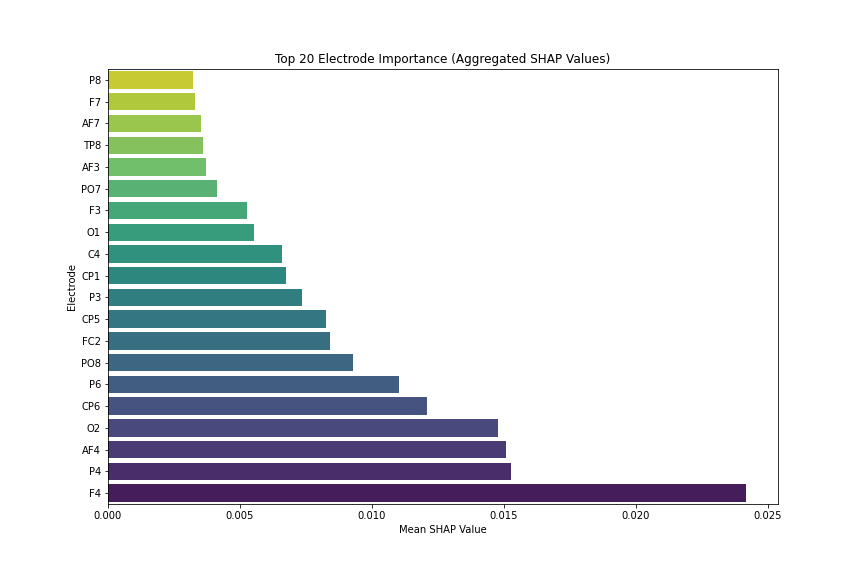 Top 20 Electrode Importance (Aggregated SHAP Values)
Electrode
P8
F7
AF7
TP8
AF3
PO7
F3
O1
C4
CP1
P3
CP5
FC2
PO8
P6
CP6
O2
AF4
P4
F4
0.000 0.005 0.010 0.015 0.020 0.025
Mean SHAP Value